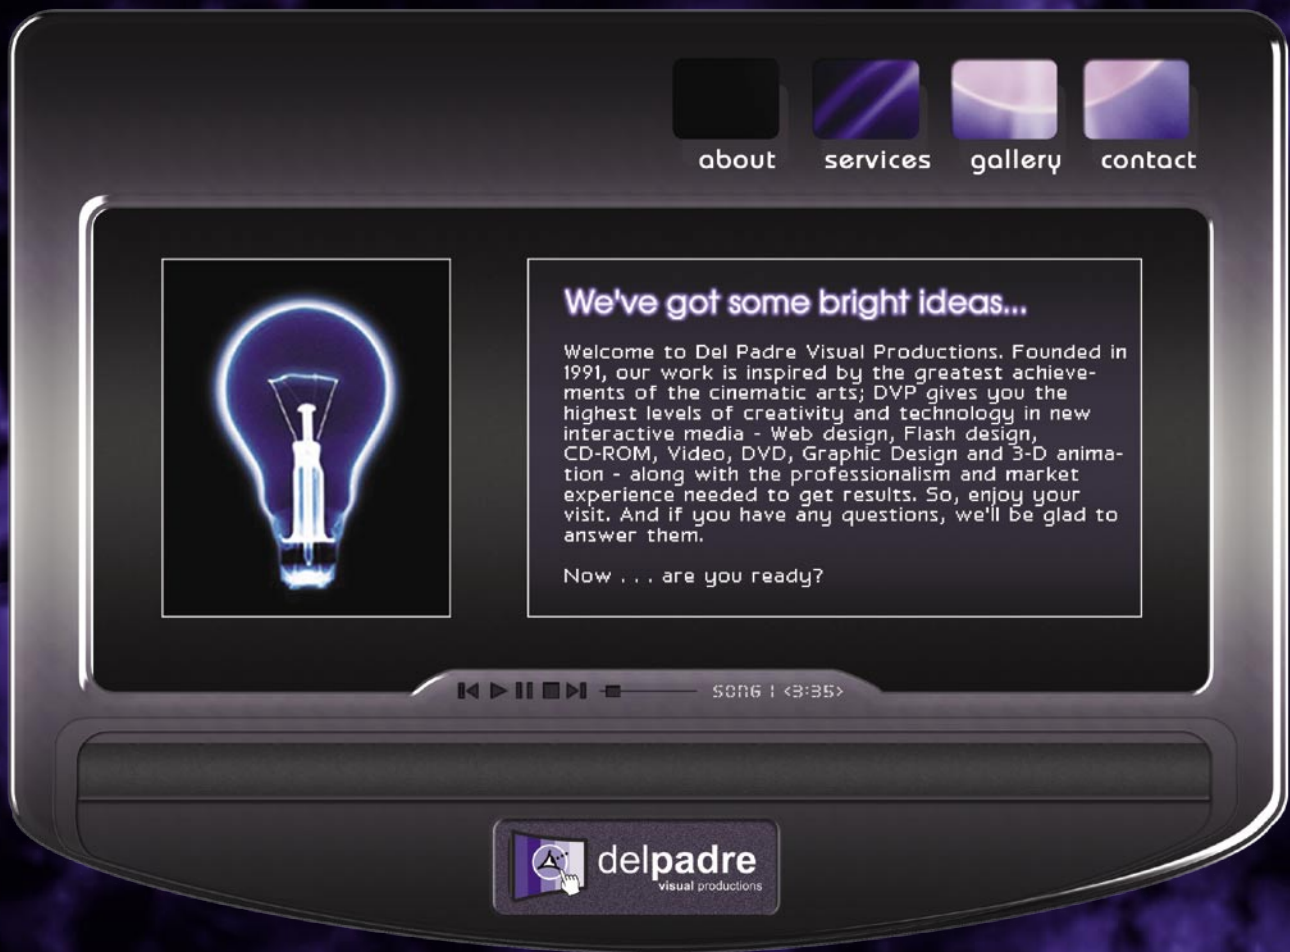 about services gallery contact
We've got some bright ideas...
Welcome to Del Padre Visual Productions. Founded in
1991, our work is inspired by the greatest achieve-
ments of the cinematic arts; DVP gives you the
highest levels of creativity and technology in new
interactive media - Web design, Flash design,
CD-ROM, Video, DVD, Graphic Design and 3-D anima-
tion - along with the professionalism and market
experience needed to get results. So, enjoy your
visit. And if you have any questions, we'll be glad to
answer them.
Now . . . are you ready?
SONG 1 <3:35>
delpadre
visual productions